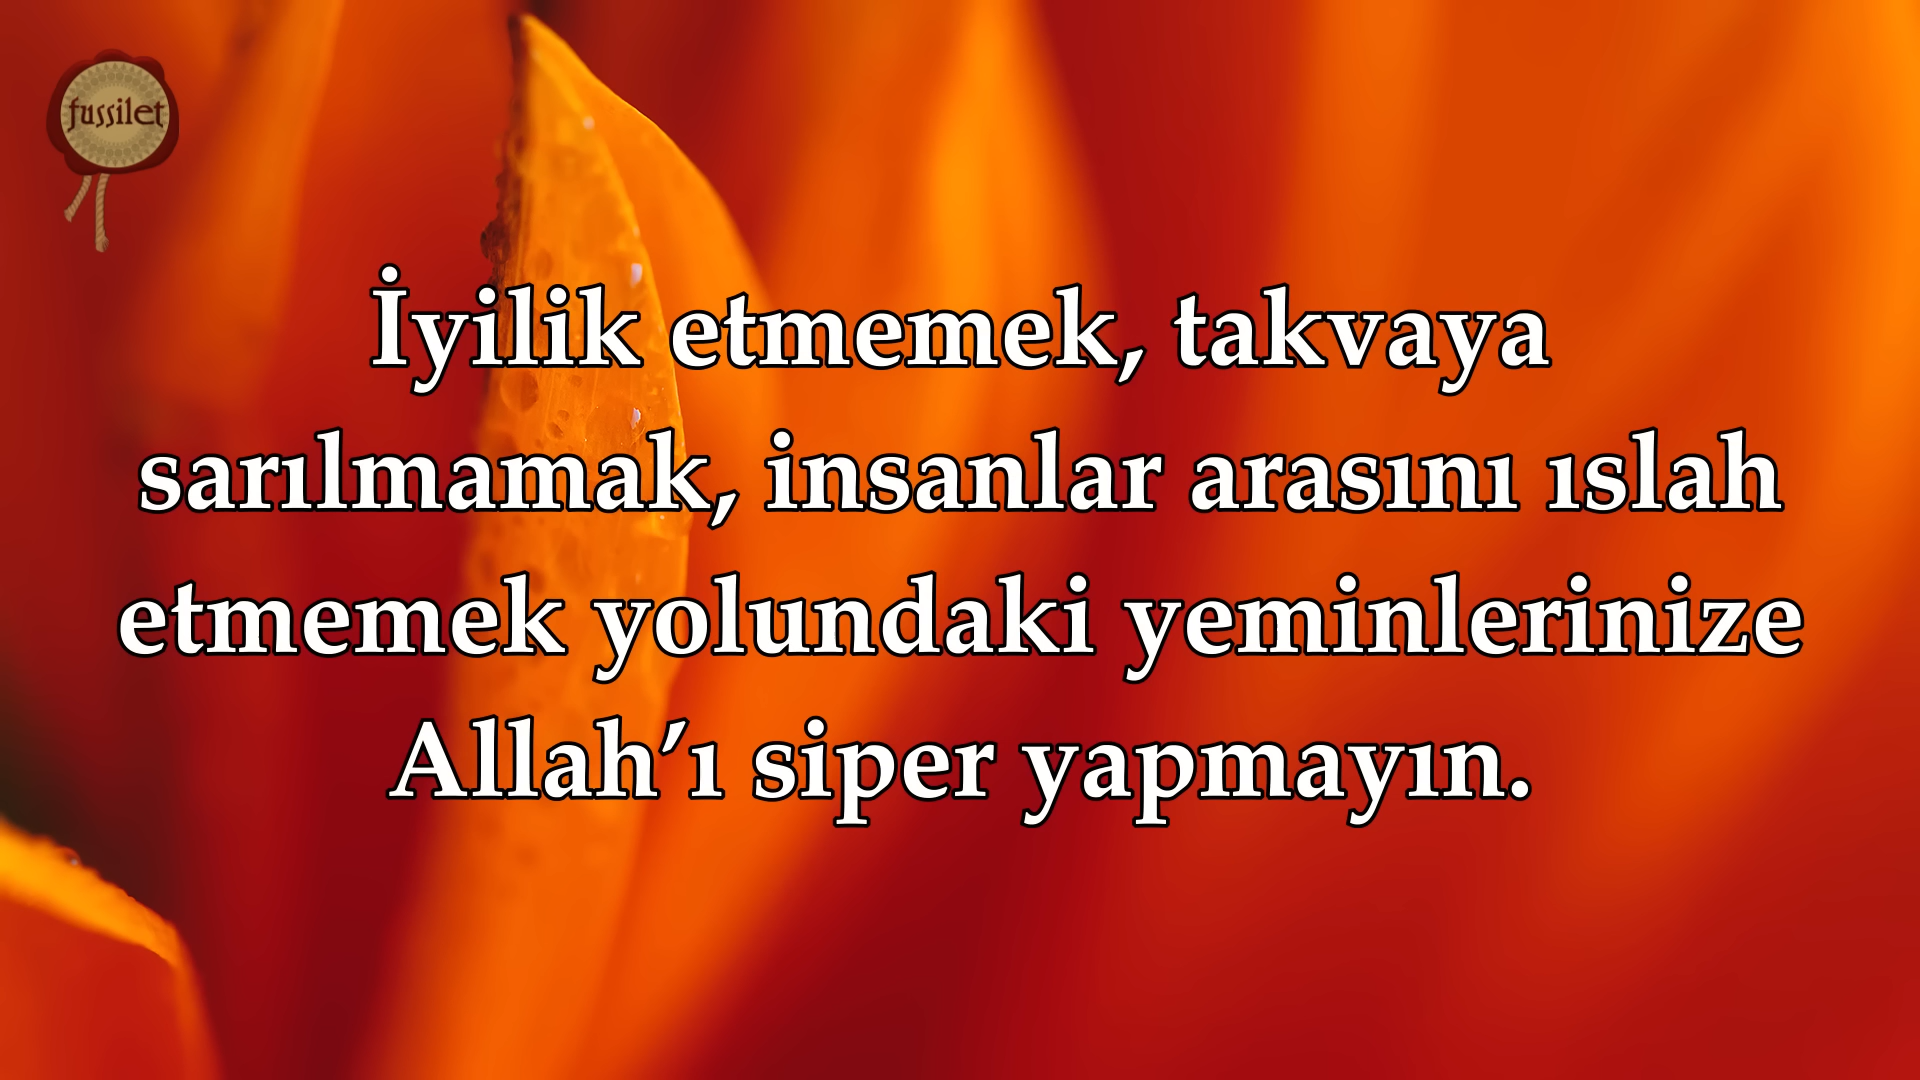 fussilet
İyilik etmemek, takvaya
sarılmamak, insanlar arasını ıslah
etmemek yolundaki yeminlerinize
Allah’ı siper yapmayın.